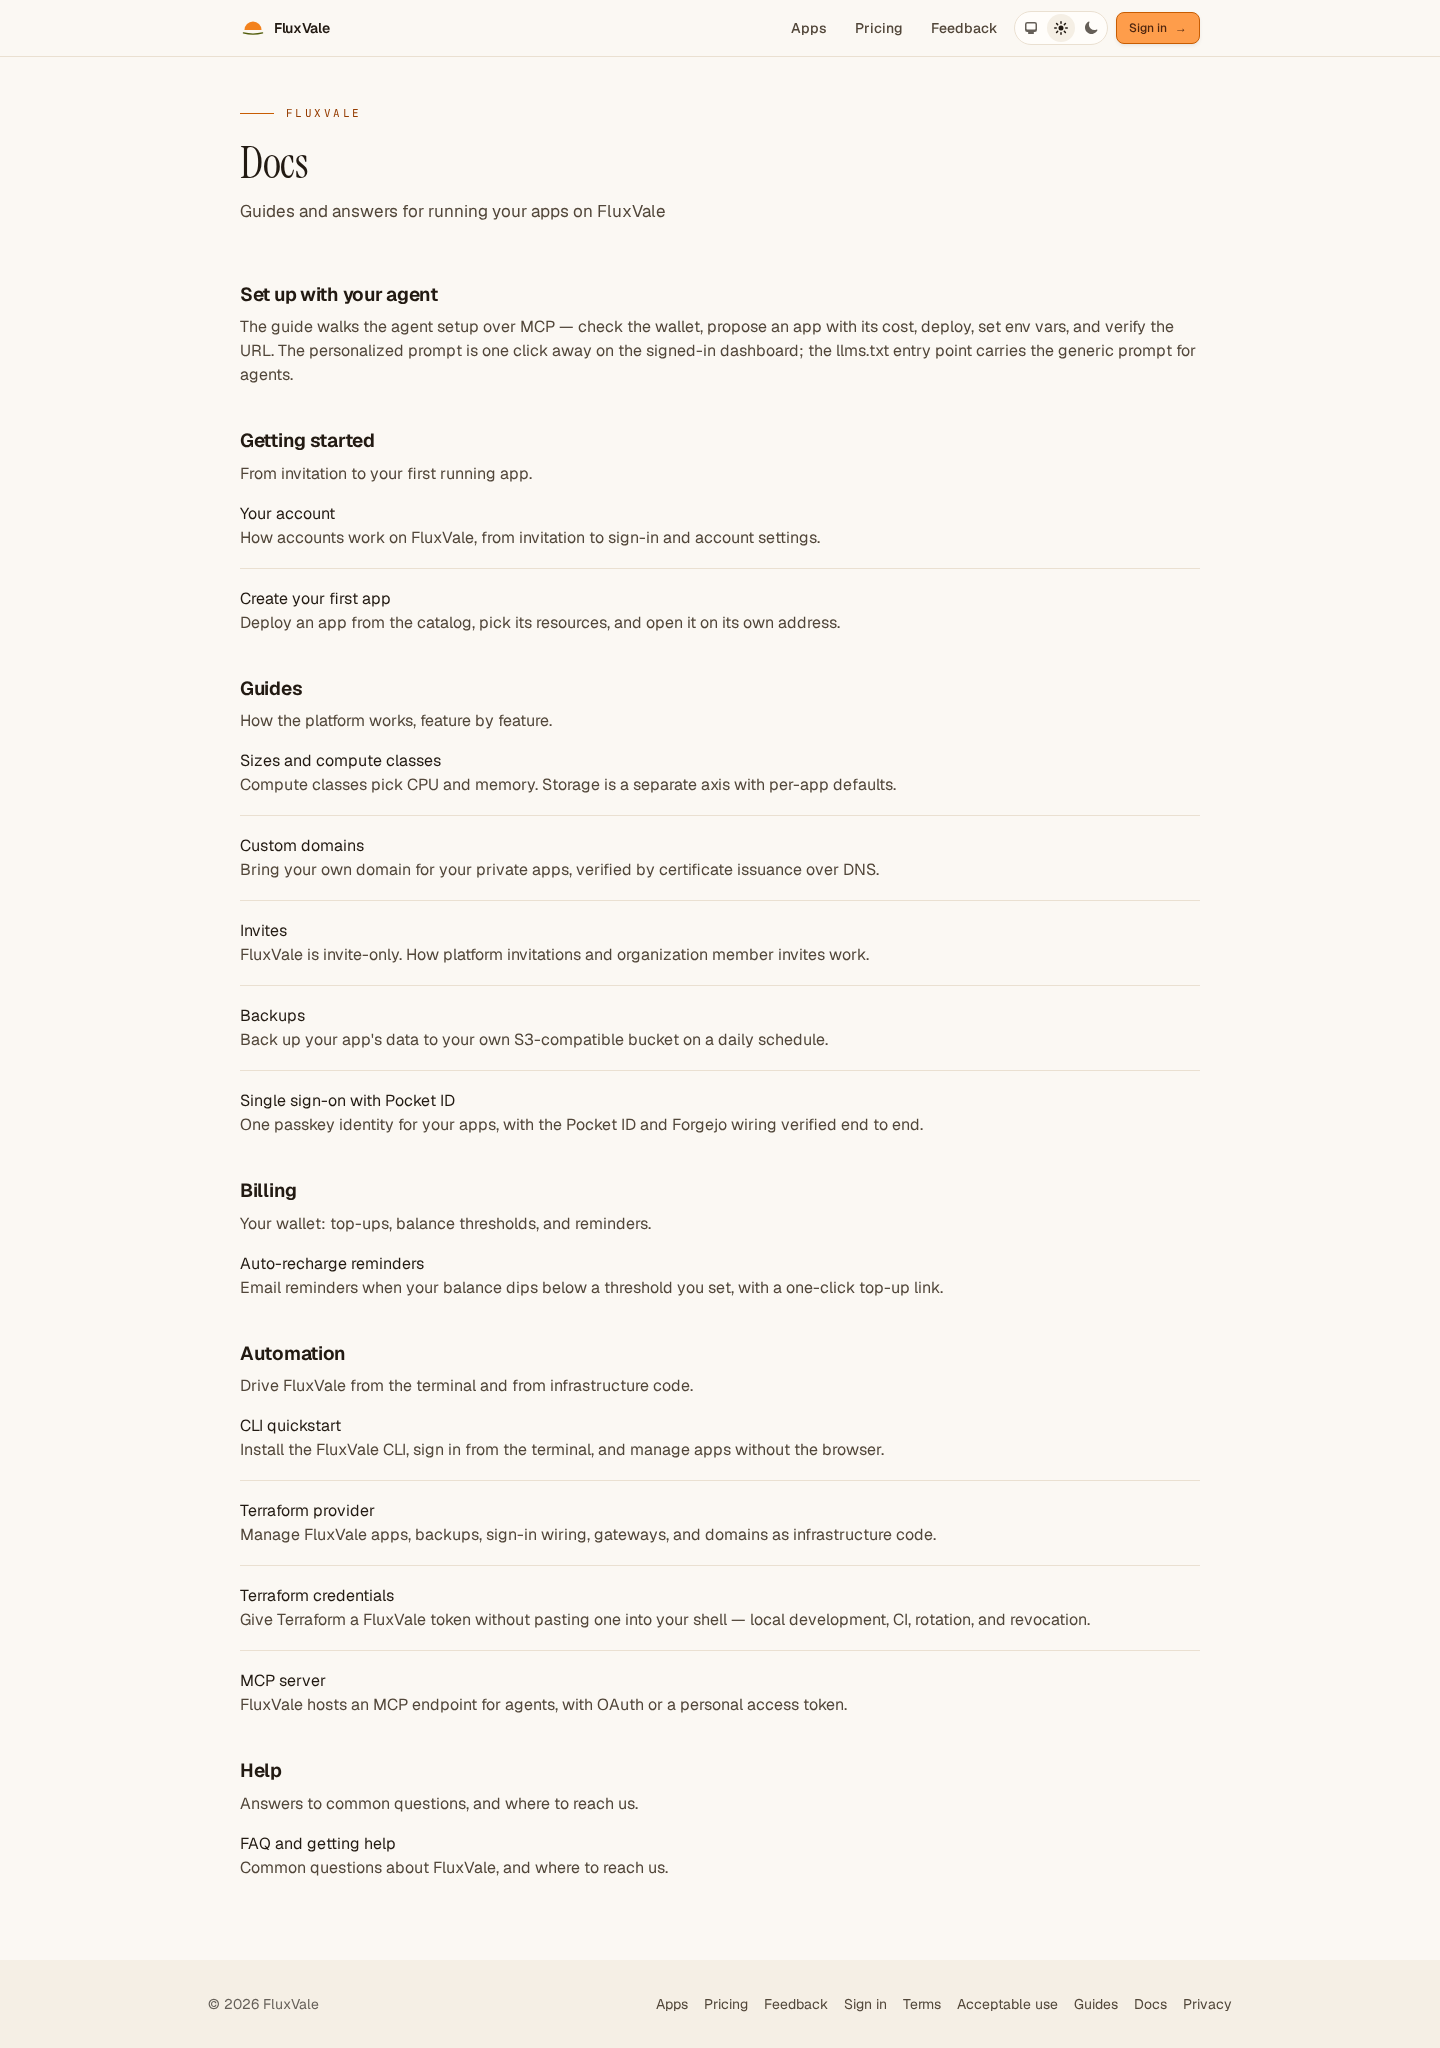 FluxVale
Apps
Pricing
Feedback
Sign in →
FLUXVALE
Docs
Guides and answers for running your apps on FluxVale
Set up with your agent
The guide walks the agent setup over MCP — check the wallet, propose an app with its cost, deploy, set env vars, and verify the
URL. The personalized prompt is one click away on the signed-in dashboard; the llms.txt entry point carries the generic prompt for
agents.
Getting started
From invitation to your first running app.
Your account
How accounts work on FluxVale, from invitation to sign-in and account settings.
Create your first app
Deploy an app from the catalog, pick its resources, and open it on its own address.
Guides
How the platform works, feature by feature.
Sizes and compute classes
Compute classes pick CPU and memory. Storage is a separate axis with per-app defaults.
Custom domains
Bring your own domain for your private apps, verified by certificate issuance over DNS.
Invites
FluxVale is invite-only. How platform invitations and organization member invites work.
Backups
Back up your app's data to your own S3-compatible bucket on a daily schedule.
Single sign-on with Pocket ID
One passkey identity for your apps, with the Pocket ID and Forgejo wiring verified end to end.
Billing
Your wallet: top-ups, balance thresholds, and reminders.
Auto-recharge reminders
Email reminders when your balance dips below a threshold you set, with a one-click top-up link.
Automation
Drive FluxVale from the terminal and from infrastructure code.
CLI quickstart
Install the FluxVale CLI, sign in from the terminal, and manage apps without the browser.
Terraform provider
Manage FluxVale apps, backups, sign-in wiring, gateways, and domains as infrastructure code.
Terraform credentials
Give Terraform a FluxVale token without pasting one into your shell — local development, CI, rotation, and revocation.
MCP server
FluxVale hosts an MCP endpoint for agents, with OAuth or a personal access token.
Help
Answers to common questions, and where to reach us.
FAQ and getting help
Common questions about FluxVale, and where to reach us.
© 2026 FluxVale
Apps
Pricing
Feedback
Sign in
Terms
Acceptable use
Guides
Docs
Privacy